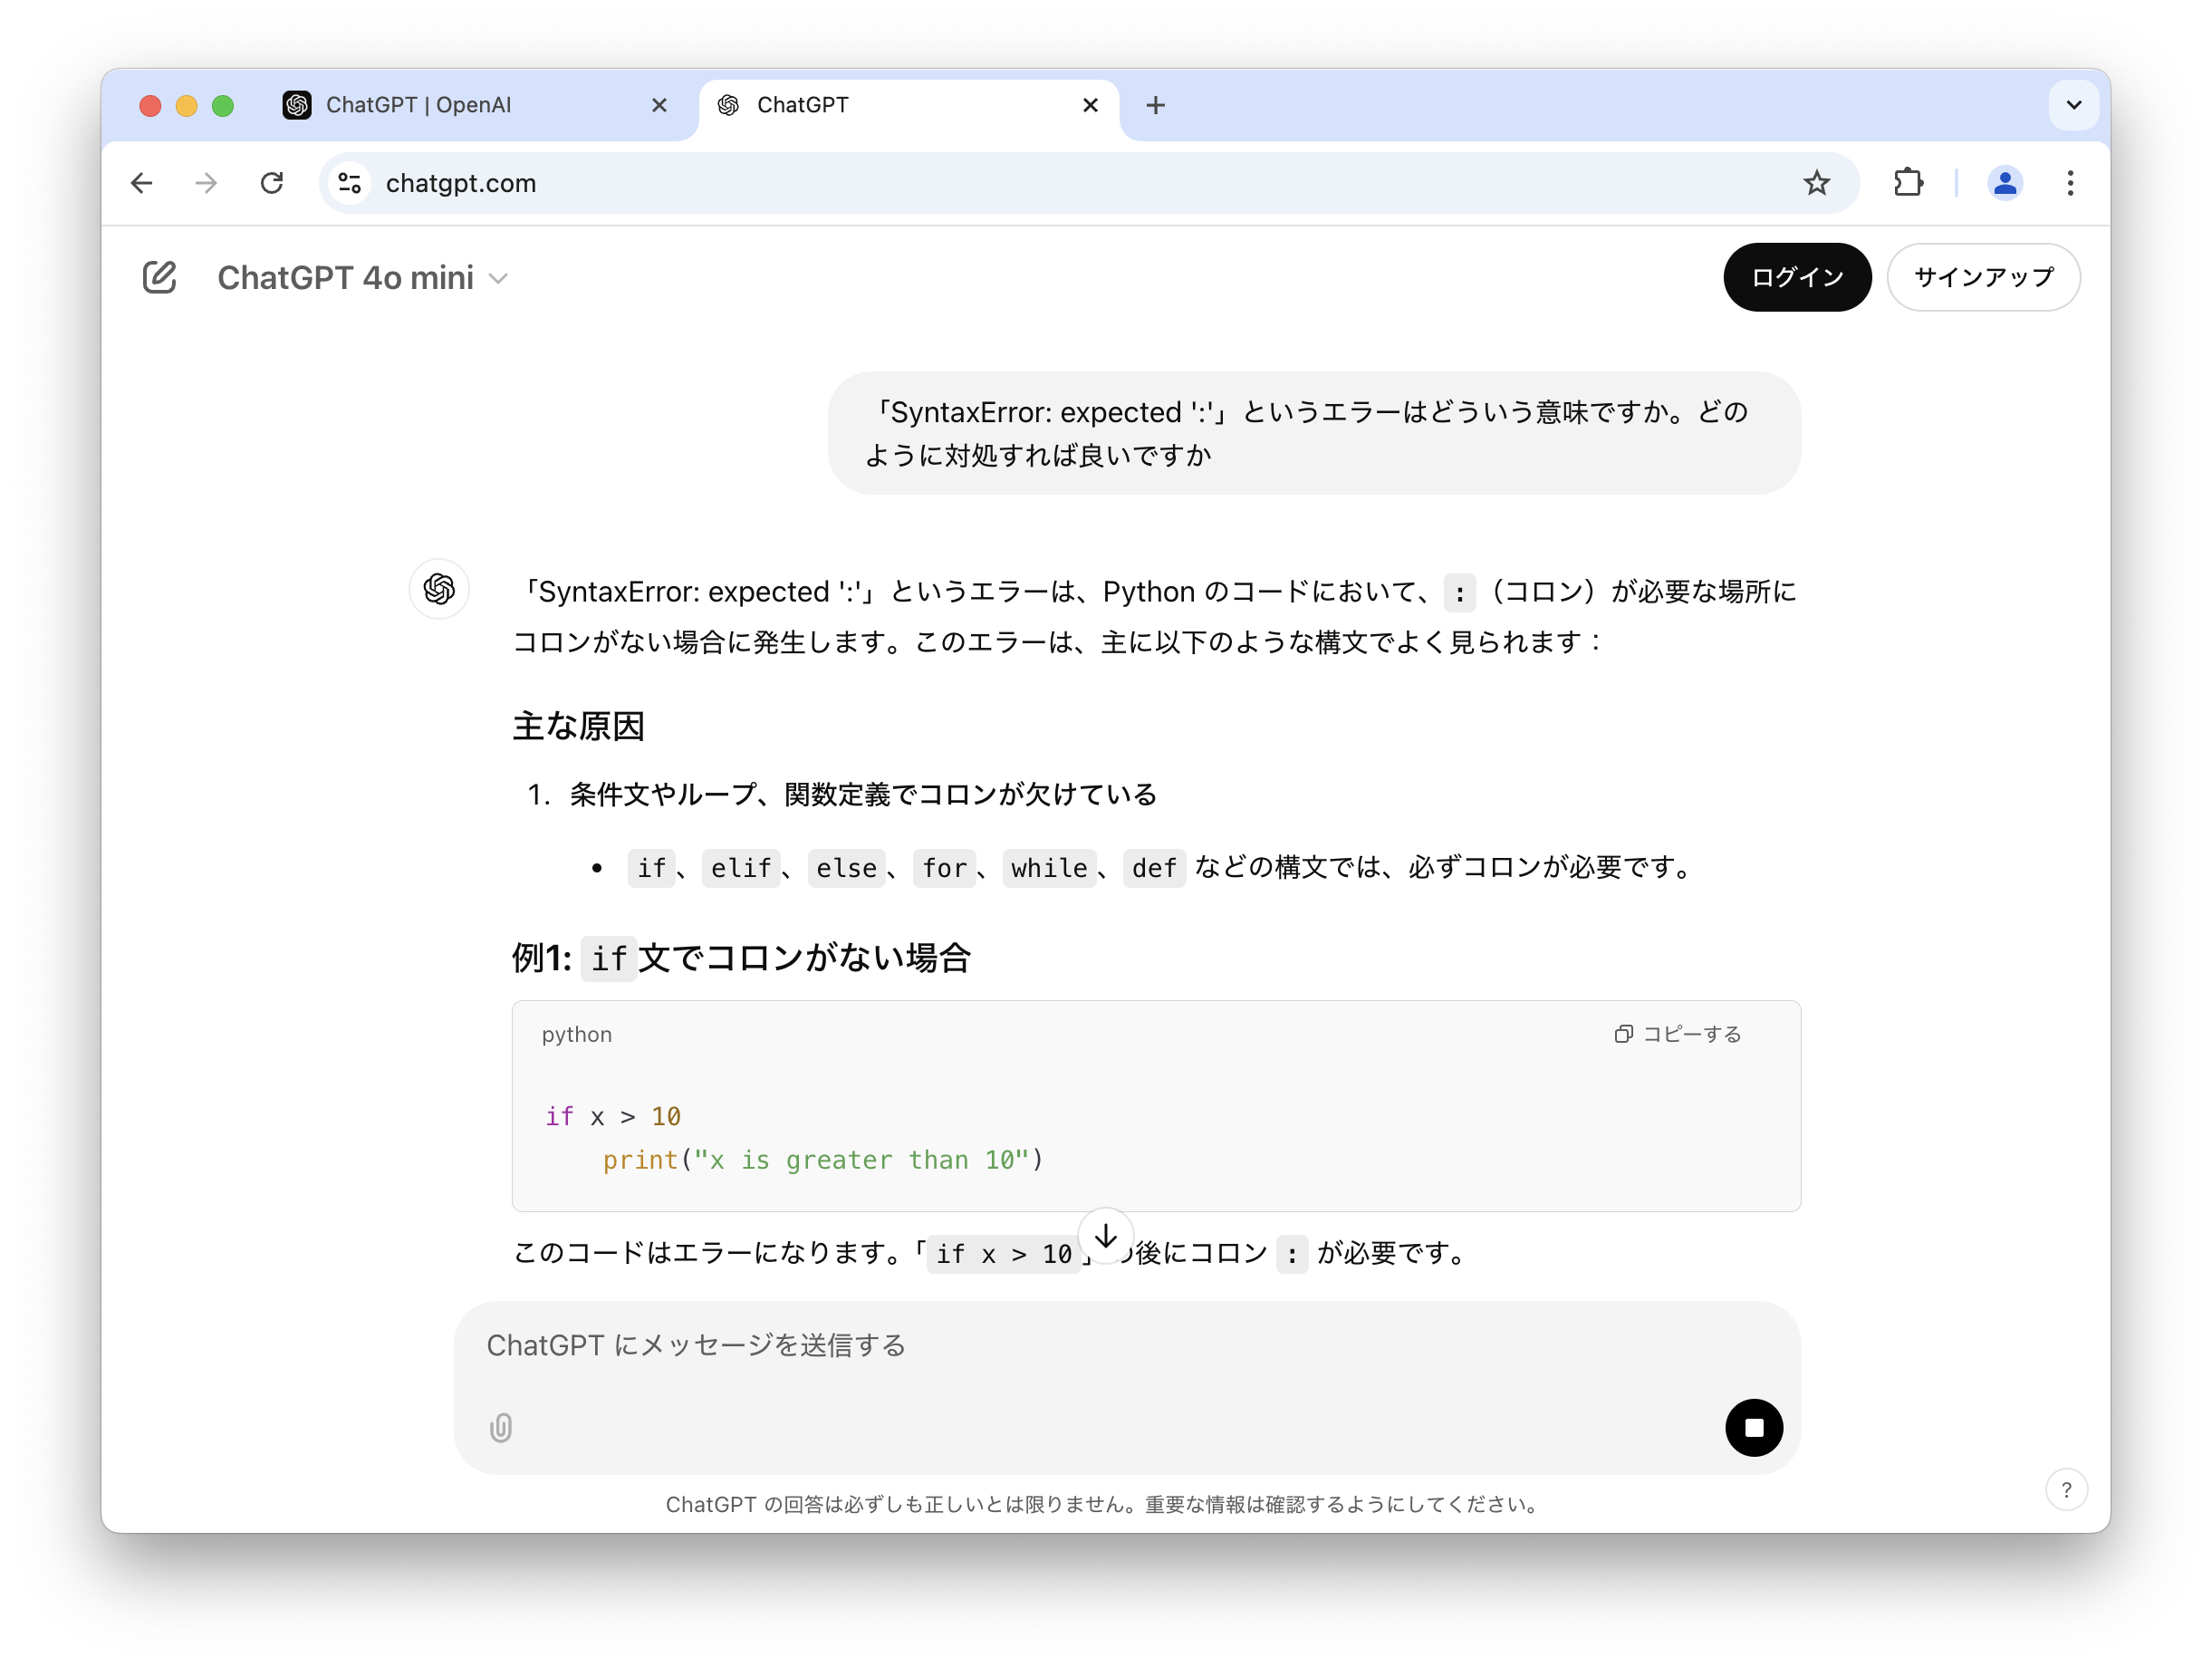 ChatGPT | OpenAI
ChatGPT
chatgpt.com
ChatGPT 4o mini
ログイン
サインアップ
「SyntaxError: expected ':'」というエラーはどういう意味ですか。どの
ように対処すれば良いですか
「SyntaxError: expected ':'」というエラーは、Python のコードにおいて、 : （コロン）が必要な場所に
コロンがない場合に発生します。このエラーは、主に以下のような構文でよく見られます：
主な原因
1. 条件文やループ、関数定義でコロンが欠けている
• if、elif、else、for、while、def などの構文では、必ずコロンが必要です。
例1: if文でコロンがない場合
python
コピーする
if x > 10
    print("x is greater than 10")
このコードはエラーになります。「if x > 10」の後にコロン : が必要です。
ChatGPT にメッセージを送信する
ChatGPT の回答は必ずしも正しいとは限りません。重要な情報は確認するようにしてください。
?